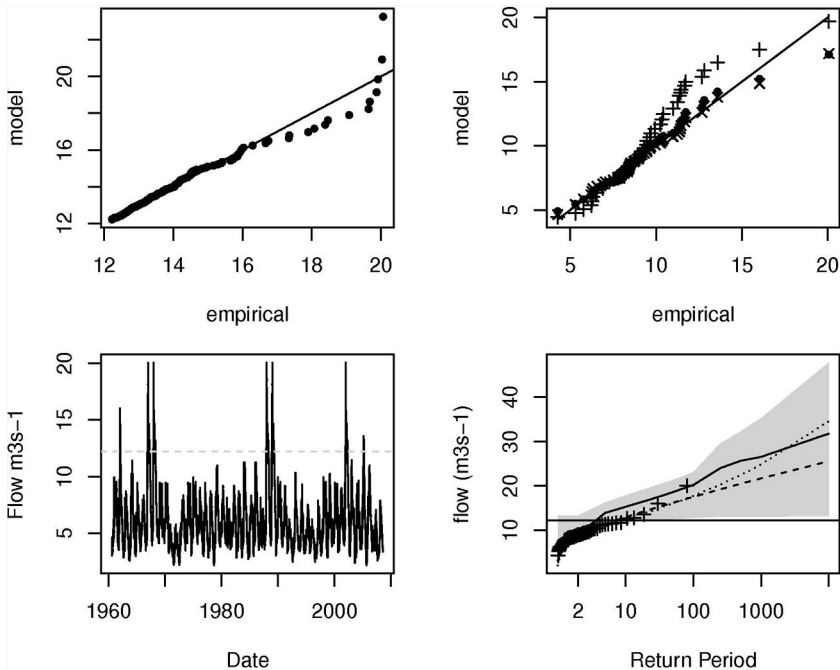 model
12 16 20
12 14 16 18 20
empirical
model
5 10 15 20
5 10 15 20
empirical
Flow m3s−1
5 10 15 20
1960 1980 2000
Date
flow (m3s−1)
10 20 30 40
2 10 100 1000
Return Period